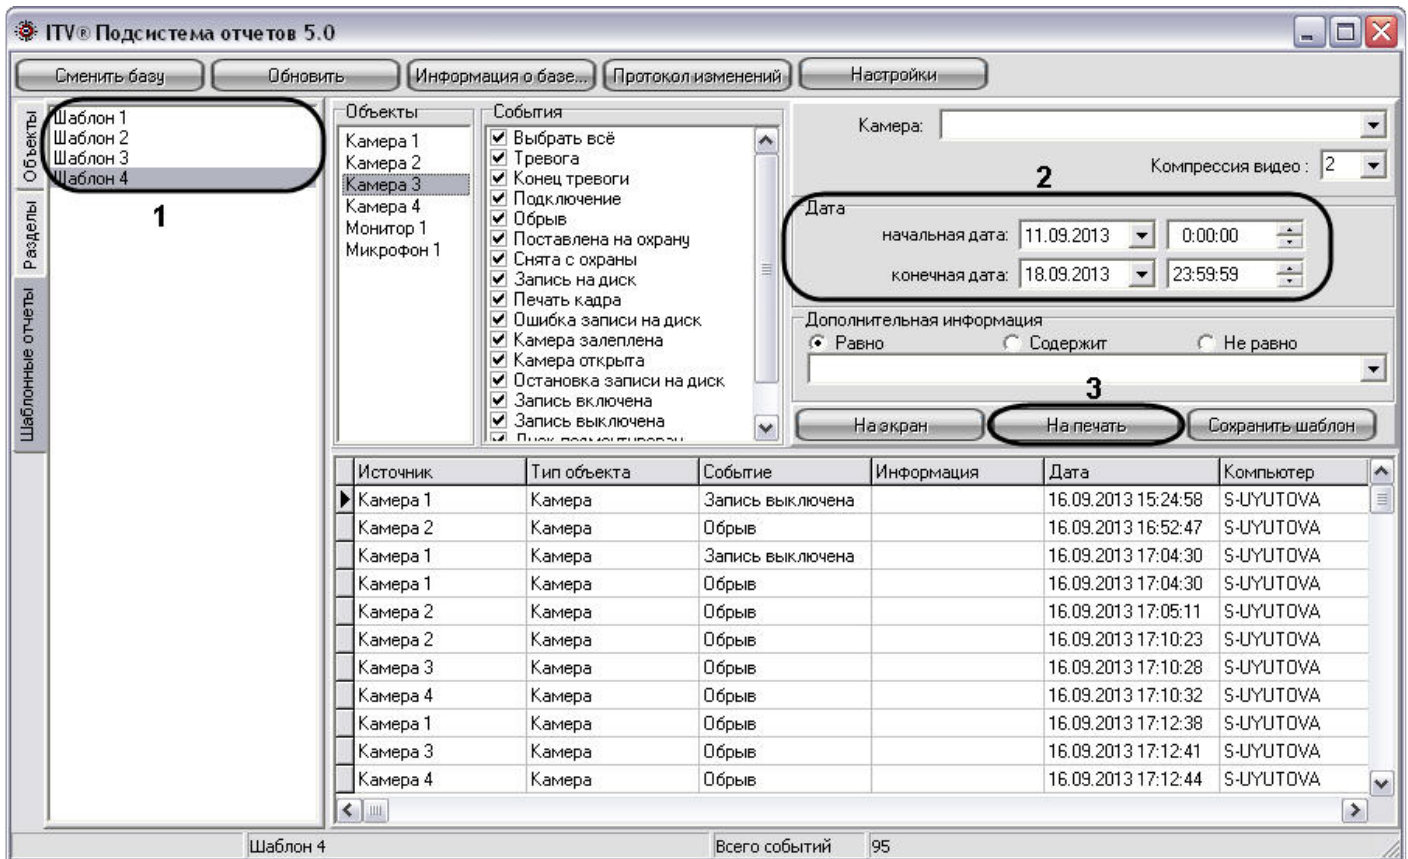 ITV® Подсистема отчетов 5.0
Сменить базу Обновить Информация о базе... Протокол изменений Настройки
Объекты
Разделы
Шаблонные отчеты
Шаблон 1
Шаблон 2
Шаблон 3
Шаблон 4
1
Объекты
Камера 1
Камера 2
Камера 3
Камера 4
Монитор 1
Микрофон 1
События
Выбрать всё
Тревога
Конец тревоги
Подключение
Обрыв
Поставлена на охрану
Снята с охраны
Запись на диск
Печать кадра
Ошибка записи на диск
Камера залеплена
Камера открыта
Остановка записи на диск
Запись включена
Запись выключена
Камера:
Компрессия видео : 2
2
Дата
начальная дата: 11.09.2013 0:00:00
конечная дата: 18.09.2013 23:59:59
Дополнительная информация
Равно Содержит Не равно
3
На экран На печать Сохранить шаблон
Источник Тип объекта Событие Информация Дата Компьютер
Камера 1 Камера Запись выключена 16.09.2013 15:24:58 S-UYUTOVA
Камера 2 Камера Обрыв 16.09.2013 16:52:47 S-UYUTOVA
Камера 1 Камера Запись выключена 16.09.2013 17:04:30 S-UYUTOVA
Камера 1 Камера Обрыв 16.09.2013 17:04:30 S-UYUTOVA
Камера 2 Камера Обрыв 16.09.2013 17:05:11 S-UYUTOVA
Камера 2 Камера Обрыв 16.09.2013 17:10:23 S-UYUTOVA
Камера 3 Камера Обрыв 16.09.2013 17:10:28 S-UYUTOVA
Камера 4 Камера Обрыв 16.09.2013 17:10:32 S-UYUTOVA
Камера 1 Камера Обрыв 16.09.2013 17:12:38 S-UYUTOVA
Камера 3 Камера Обрыв 16.09.2013 17:12:41 S-UYUTOVA
Камера 4 Камера Обрыв 16.09.2013 17:12:44 S-UYUTOVA
Шаблон 4 Всего событий 95